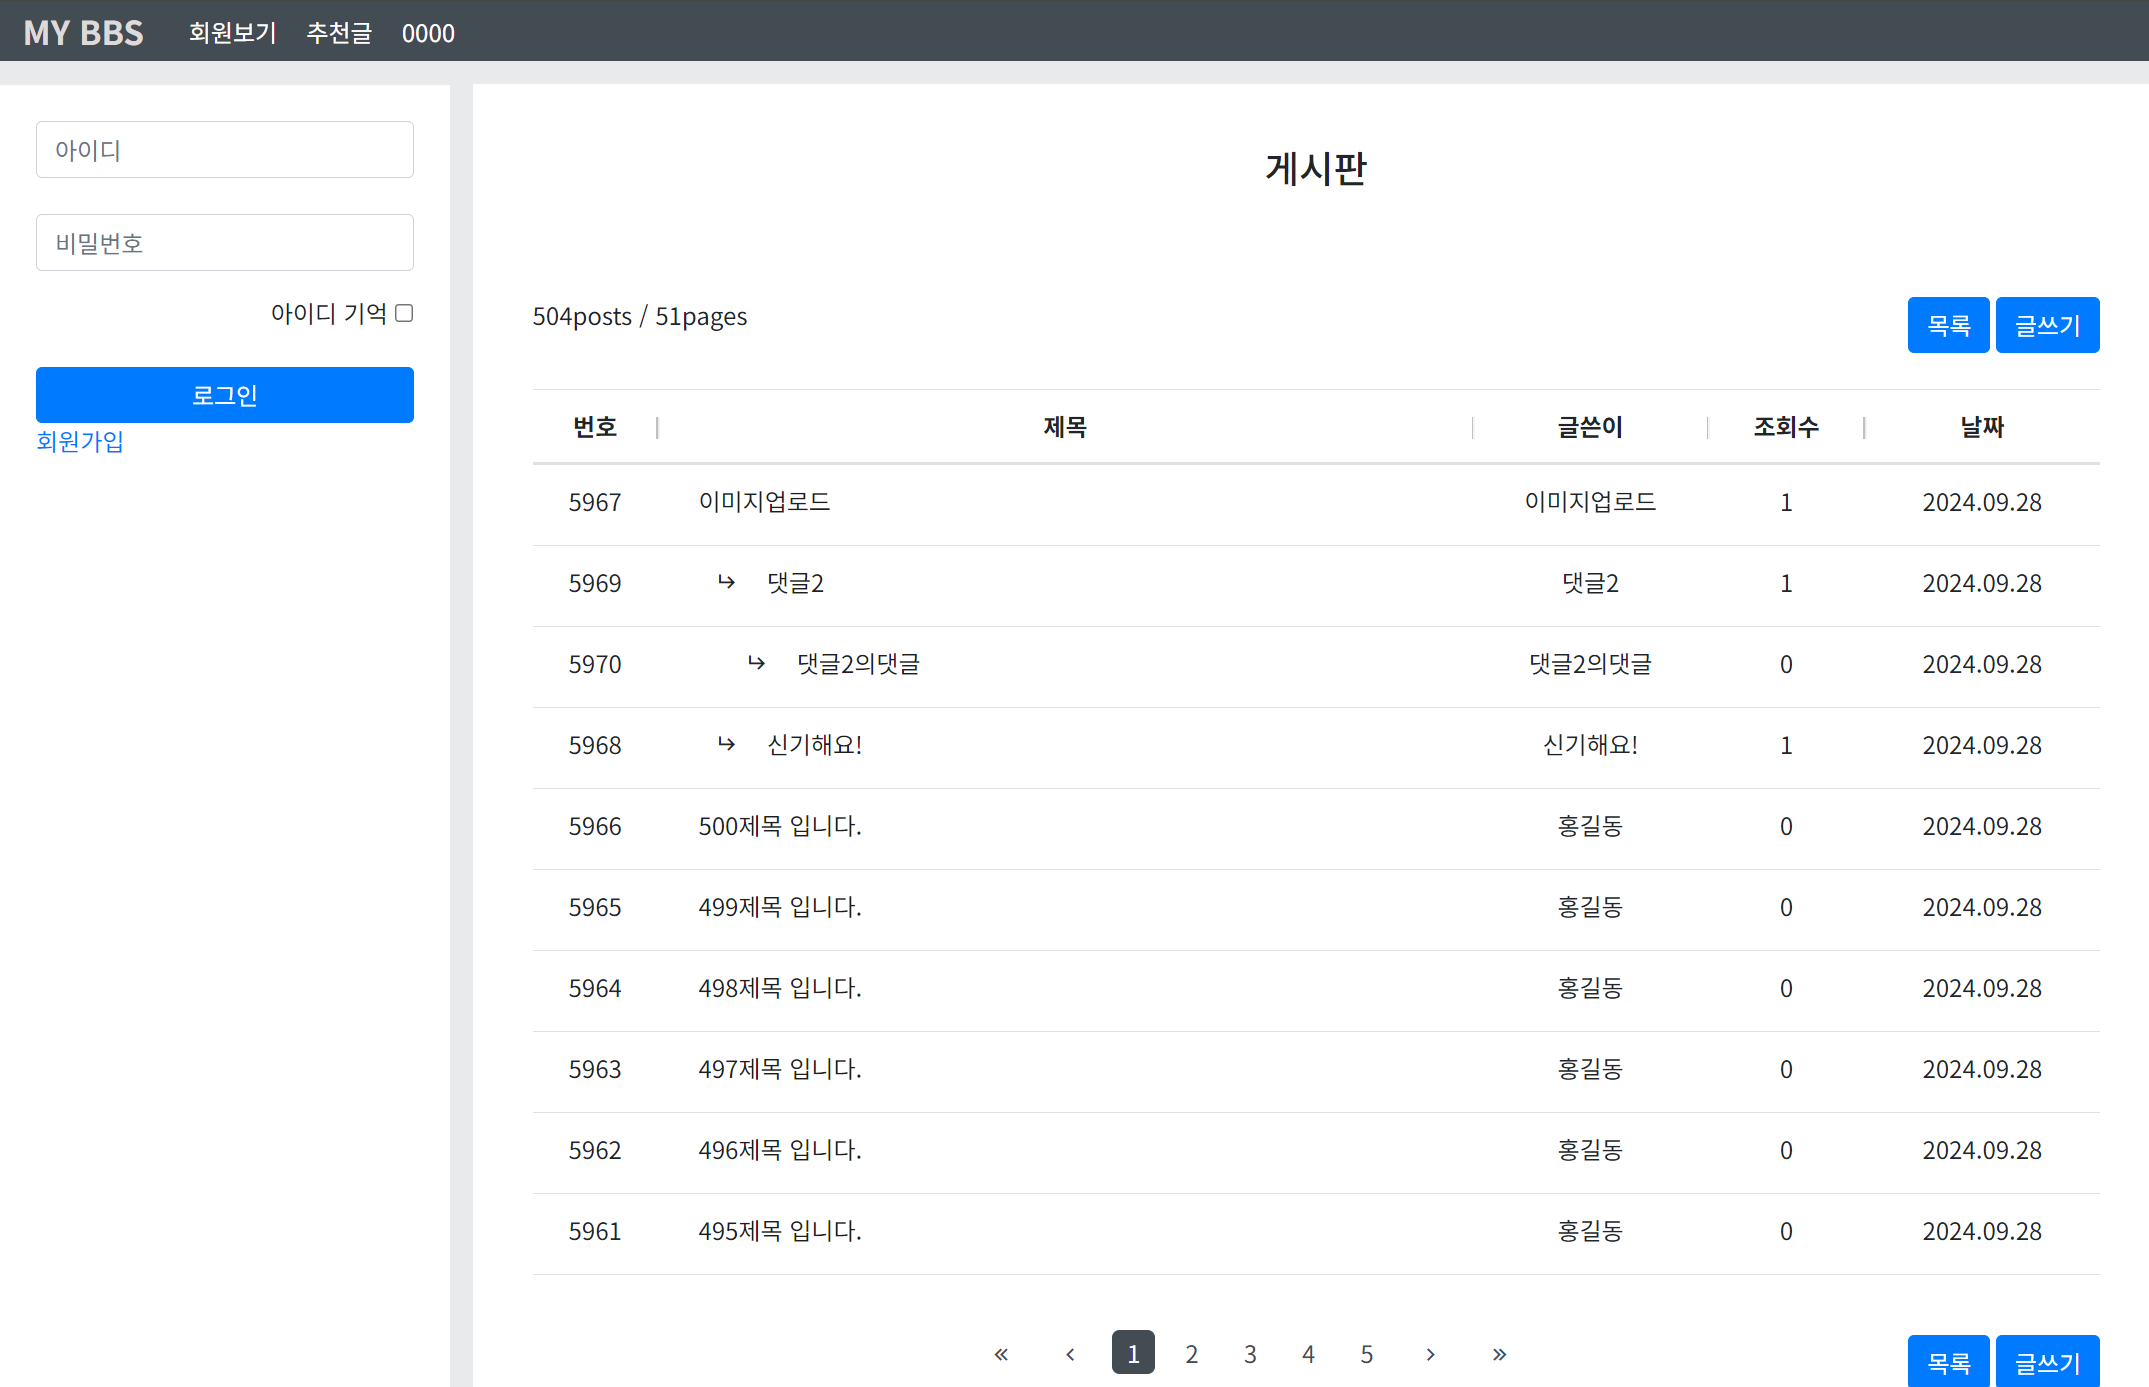 MY BBS 회원보기 추천글 0000
아이디
비밀번호
아이디 기억
로그인
회원가입
게시판
504posts / 51pages 목록 글쓰기
번호 제목 글쓴이 조회수 날짜
5967 이미지업로드 이미지업로드 1 2024.09.28
5969 ↳ 댓글2 댓글2 1 2024.09.28
5970 ↳ 댓글2의댓글 댓글2의댓글 0 2024.09.28
5968 ↳ 신기해요! 신기해요! 1 2024.09.28
5966 500제목 입니다. 홍길동 0 2024.09.28
5965 499제목 입니다. 홍길동 0 2024.09.28
5964 498제목 입니다. 홍길동 0 2024.09.28
5963 497제목 입니다. 홍길동 0 2024.09.28
5962 496제목 입니다. 홍길동 0 2024.09.28
5961 495제목 입니다. 홍길동 0 2024.09.28
« ‹ 1 2 3 4 5 › » 목록 글쓰기